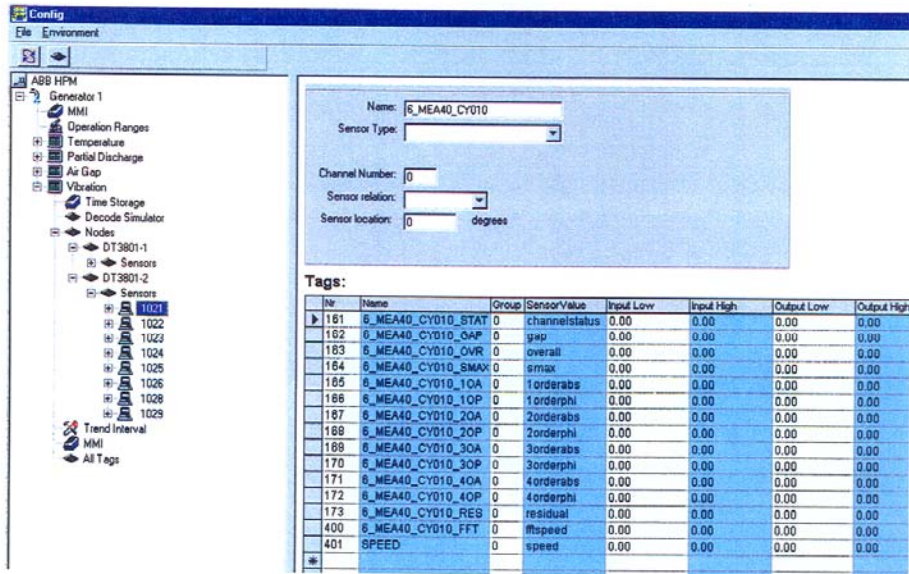 Config
File Environment
ABB HPM
Generator 1
MMI
Operation Ranges
Temperature
Partial Discharge
Air Gap
Vibration
Time Storage
Decode Simulator
Nodes
DT3801-1
Sensors
DT3801-2
Sensors
1021
1022
1023
1024
1025
1026
1028
1029
Trend Interval
MMI
All Tags
Name: 6_MEA40_CY010
Sensor Type:
Channel Number: 0
Sensor relation:
Sensor location: 0 degrees
Tags:
Nr Name Group SensorValue Input Low Input High Output Low Output High
161 6_MEA40_CY010_STAT 0 channelstatus 0.00 0.00 0.00 0.00
162 6_MEA40_CY010_GAP 0 gap 0.00 0.00 0.00 0.00
163 6_MEA40_CY010_OVR 0 overall 0.00 0.00 0.00 0.00
164 6_MEA40_CY010_SMAX 0 smax 0.00 0.00 0.00 0.00
165 6_MEA40_CY010_1OA 0 1orderabs 0.00 0.00 0.00 0.00
166 6_MEA40_CY010_1OP 0 1orderphi 0.00 0.00 0.00 0.00
167 6_MEA40_CY010_2OA 0 2orderabs 0.00 0.00 0.00 0.00
168 6_MEA40_CY010_2OP 0 2orderphi 0.00 0.00 0.00 0.00
169 6_MEA40_CY010_3OA 0 3orderabs 0.00 0.00 0.00 0.00
170 6_MEA40_CY010_3OP 0 3orderphi 0.00 0.00 0.00 0.00
171 6_MEA40_CY010_4OA 0 4orderabs 0.00 0.00 0.00 0.00
172 6_MEA40_CY010_4OP 0 4orderphi 0.00 0.00 0.00 0.00
173 6_MEA40_CY010_RES 0 residual 0.00 0.00 0.00 0.00
400 6_MEA40_CY010_FFT 0 fftspeed 0.00 0.00 0.00 0.00
401 SPEED 0 speed 0.00 0.00 0.00 0.00